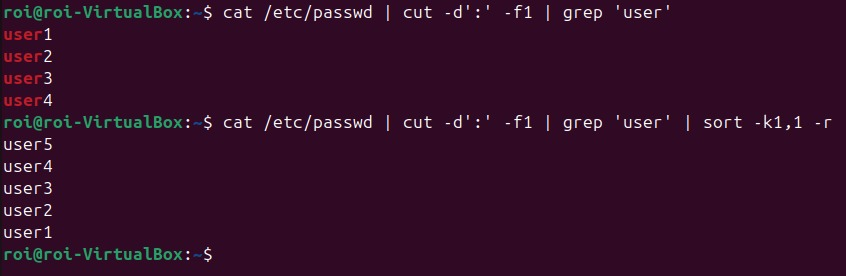 roi@roi-VirtualBox:~$ cat /etc/passwd | cut -d':' -f1 | grep 'user'
user1
user2
user3
user4
roi@roi-VirtualBox:~$ cat /etc/passwd | cut -d':' -f1 | grep 'user' | sort -k1,1 -r
user5
user4
user3
user2
user1
roi@roi-VirtualBox:~$